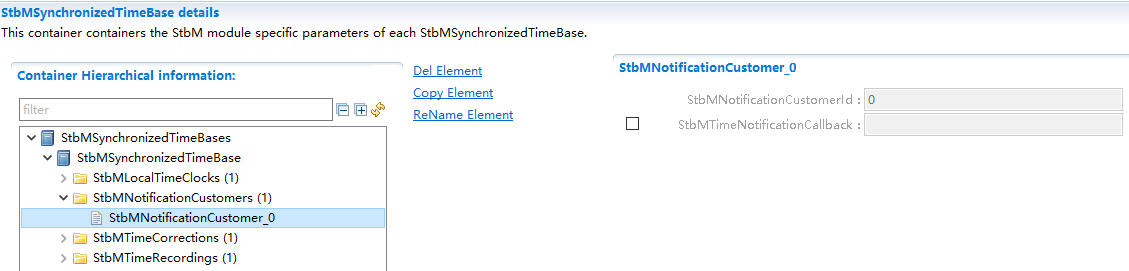 StbMSynchronizedTimeBase details
This container containers the StbM module specific parameters of each StbMSynchronizedTimeBase.
Container Hierarchical information:
filter
StbMSynchronizedTimeBases
StbMSynchronizedTimeBase
StbMLocalTimeClocks (1)
StbMNotificationCustomers (1)
StbMNotificationCustomer_0
StbMTimeCorrections (1)
StbMTimeRecordings (1)
Del Element
Copy Element
ReName Element
StbMNotificationCustomer_0
StbMNotificationCustomerId : 0
StbMTimeNotificationCallback :